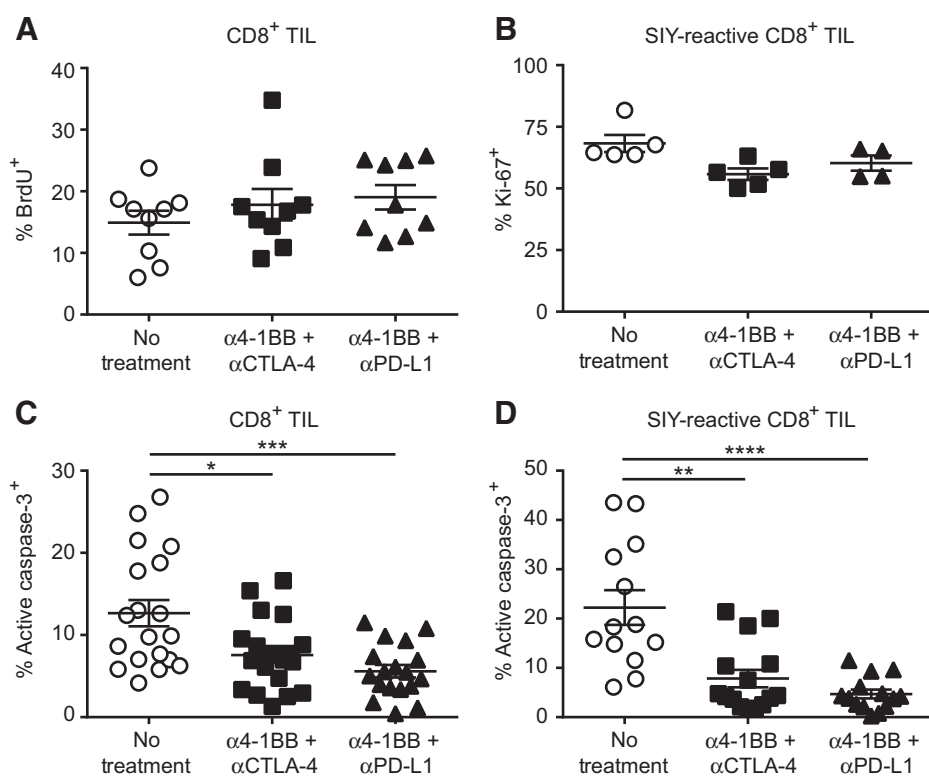 A
CD8+ TIL
% BrdU+
40
30
20
10
0
No treatment
α4-1BB + αCTLA-4
α4-1BB + αPD-L1
B
SIY-reactive CD8+ TIL
% Ki-67+
100
75
50
25
0
No treatment
α4-1BB + αCTLA-4
α4-1BB + αPD-L1
C
CD8+ TIL
% Active caspase-3+
30
20
10
0
***
*
No treatment
α4-1BB + αCTLA-4
α4-1BB + αPD-L1
D
SIY-reactive CD8+ TIL
% Active caspase-3+
50
40
30
20
10
0
****
**
No treatment
α4-1BB + αCTLA-4
α4-1BB + αPD-L1